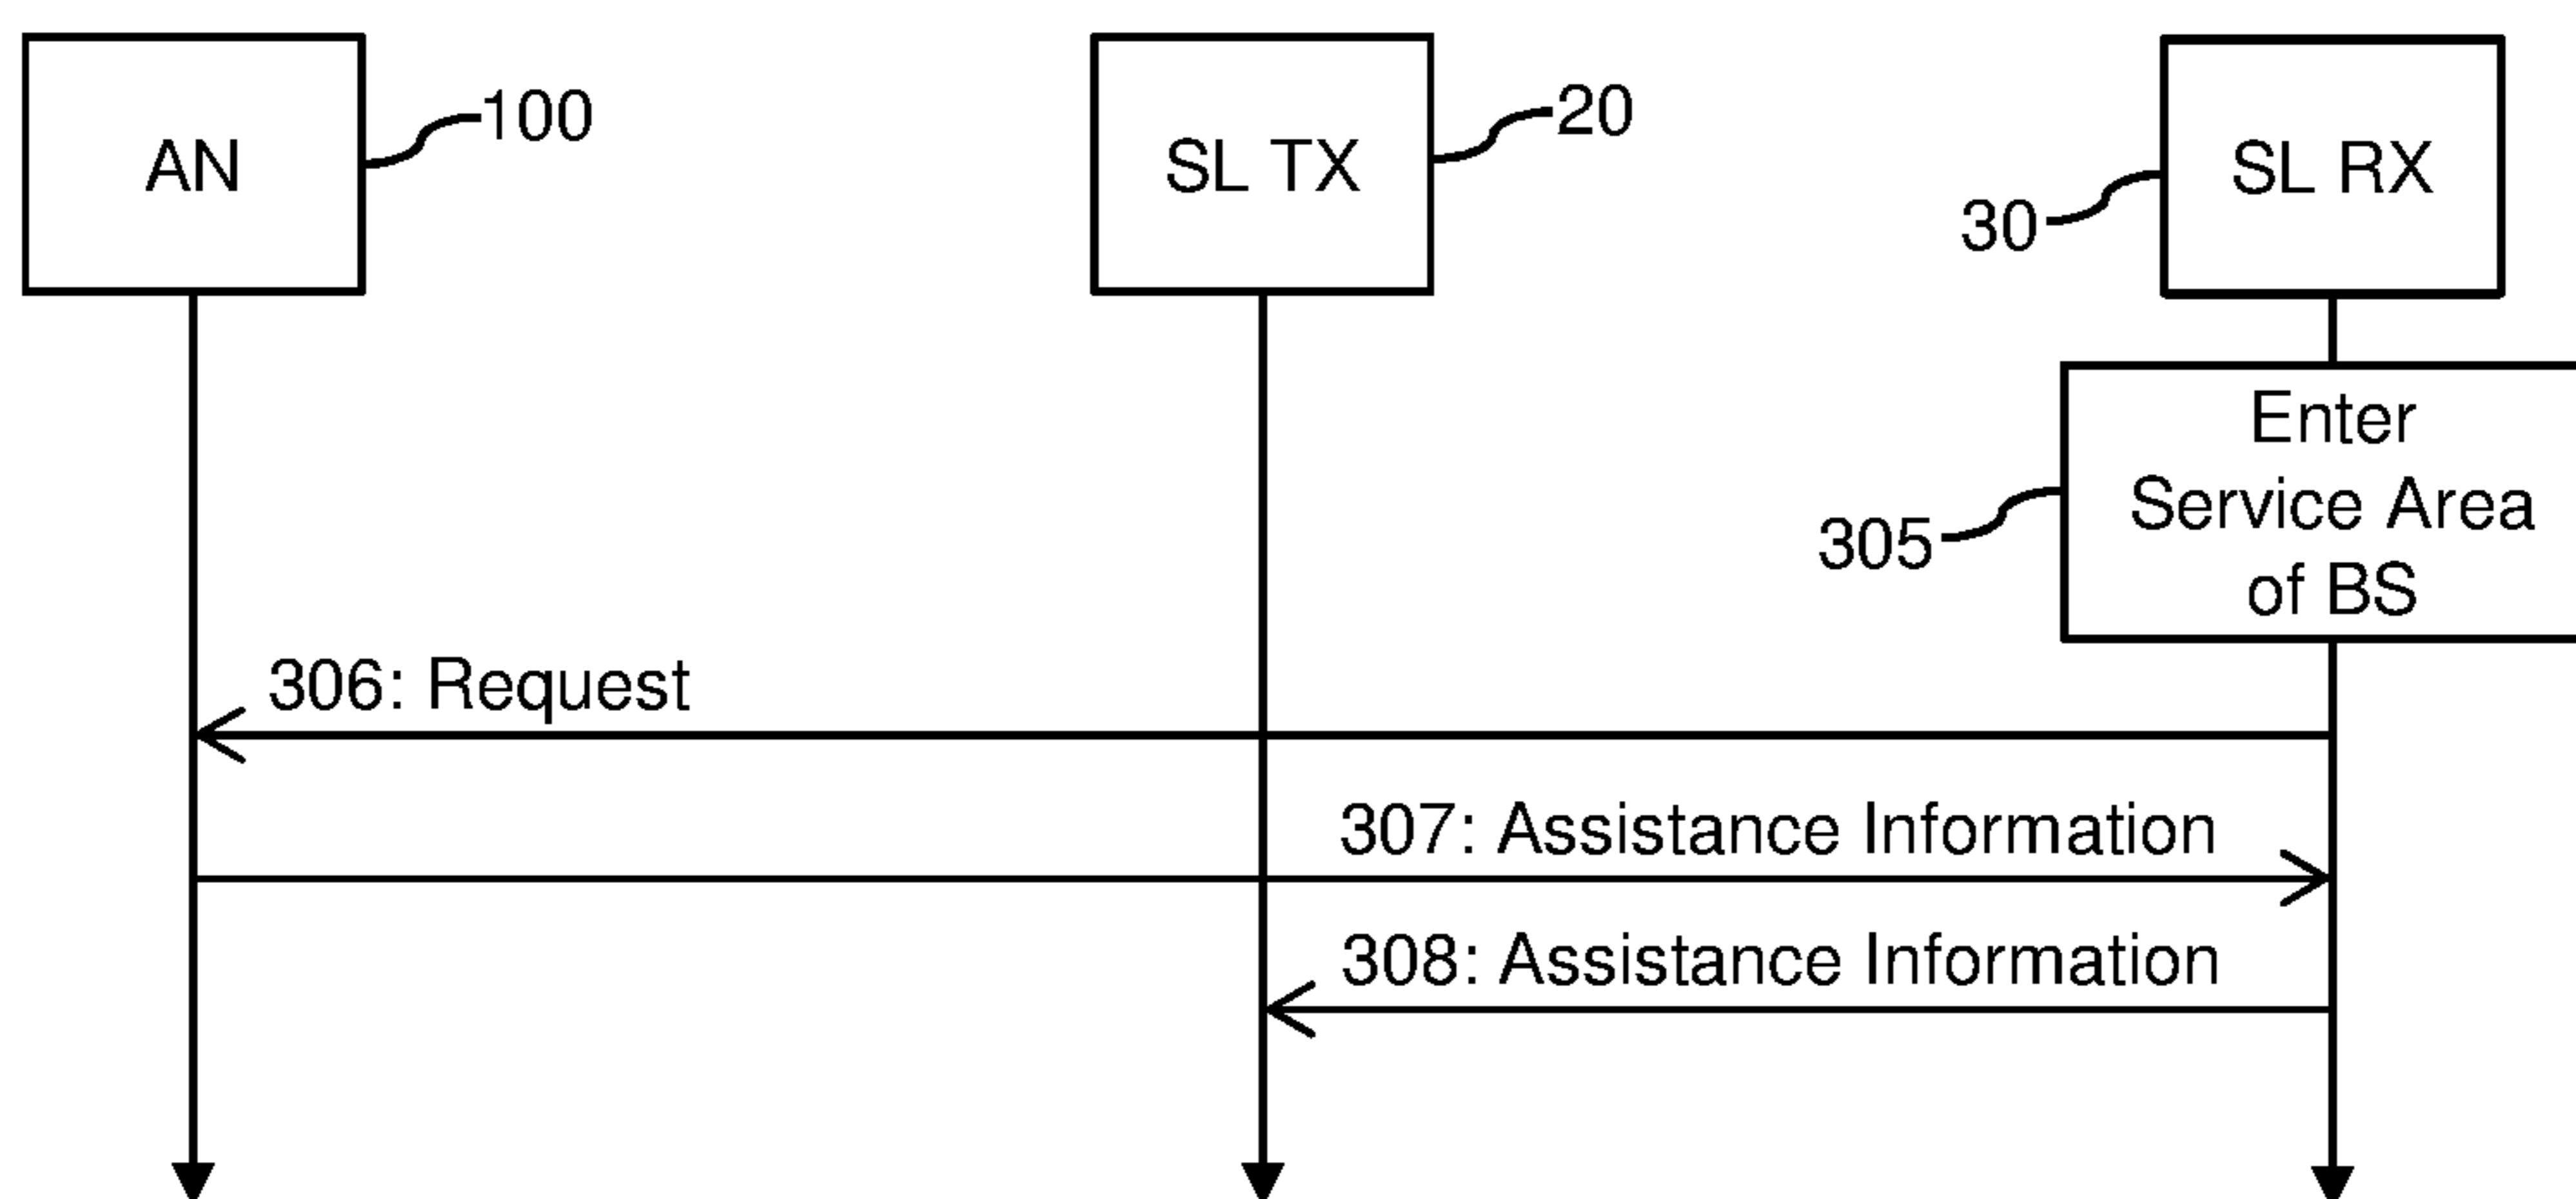 AN
100
SL TX
20
SL RX
30
Enter
Service Area
of BS
305
306: Request
307: Assistance Information
308: Assistance Information